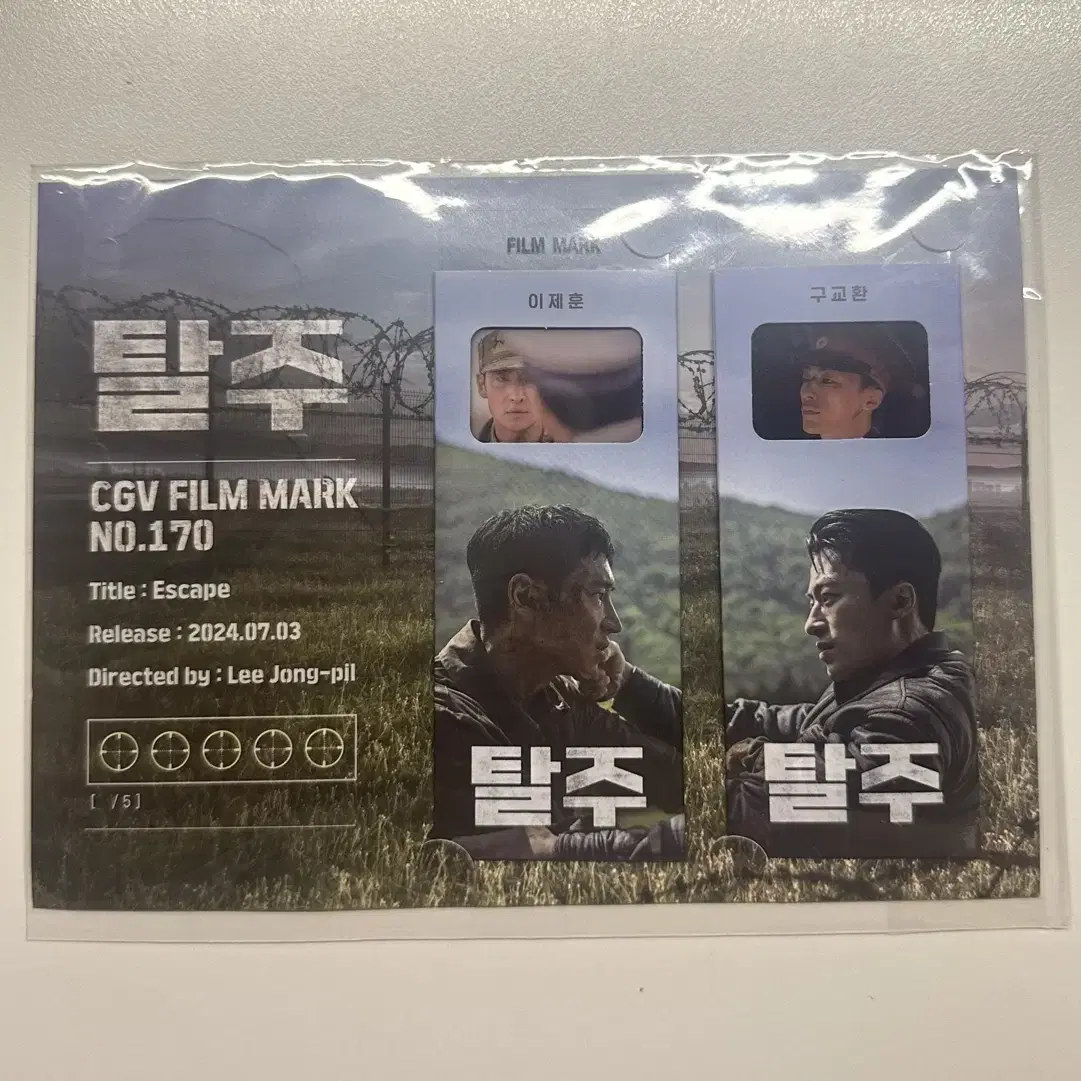 탈주
CGV FILM MARK
NO.170
Title : Escape
Release : 2024.07.03
Directed by : Lee Jong-pil
[ /5]
FILM MARK
이제훈
탈주
구교환
탈주